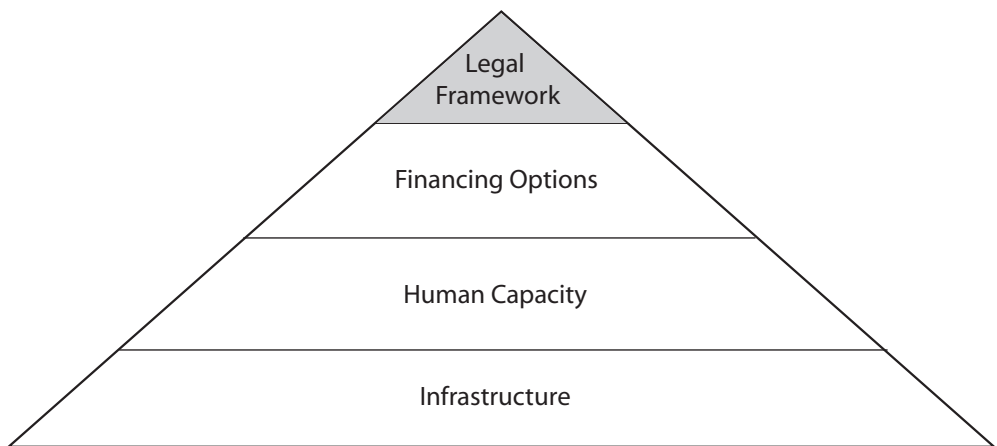 Legal
Framework
Financing Options
Human Capacity
Infrastructure